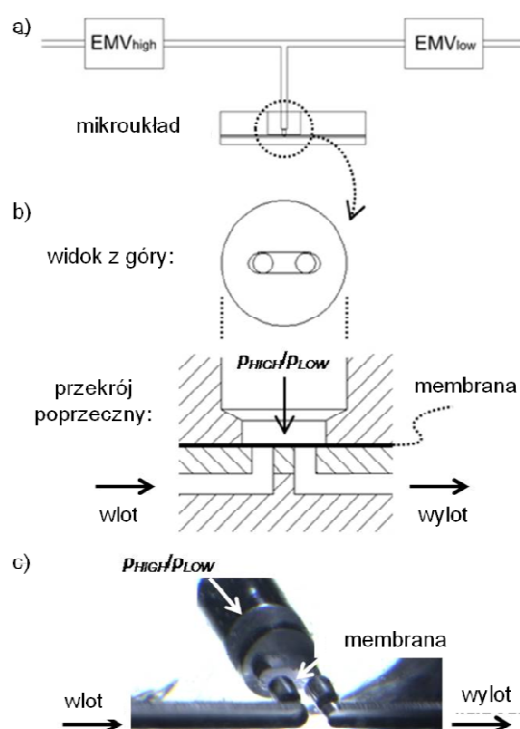 a)
EMVhigh
EMVlow
mikroukład
b)
widok z góry:
pHIGH/pLOW
przekrój
poprzeczny:
membrana
wlot
wylot
c)
pHIGH/pLOW
membrana
wlot
wylot